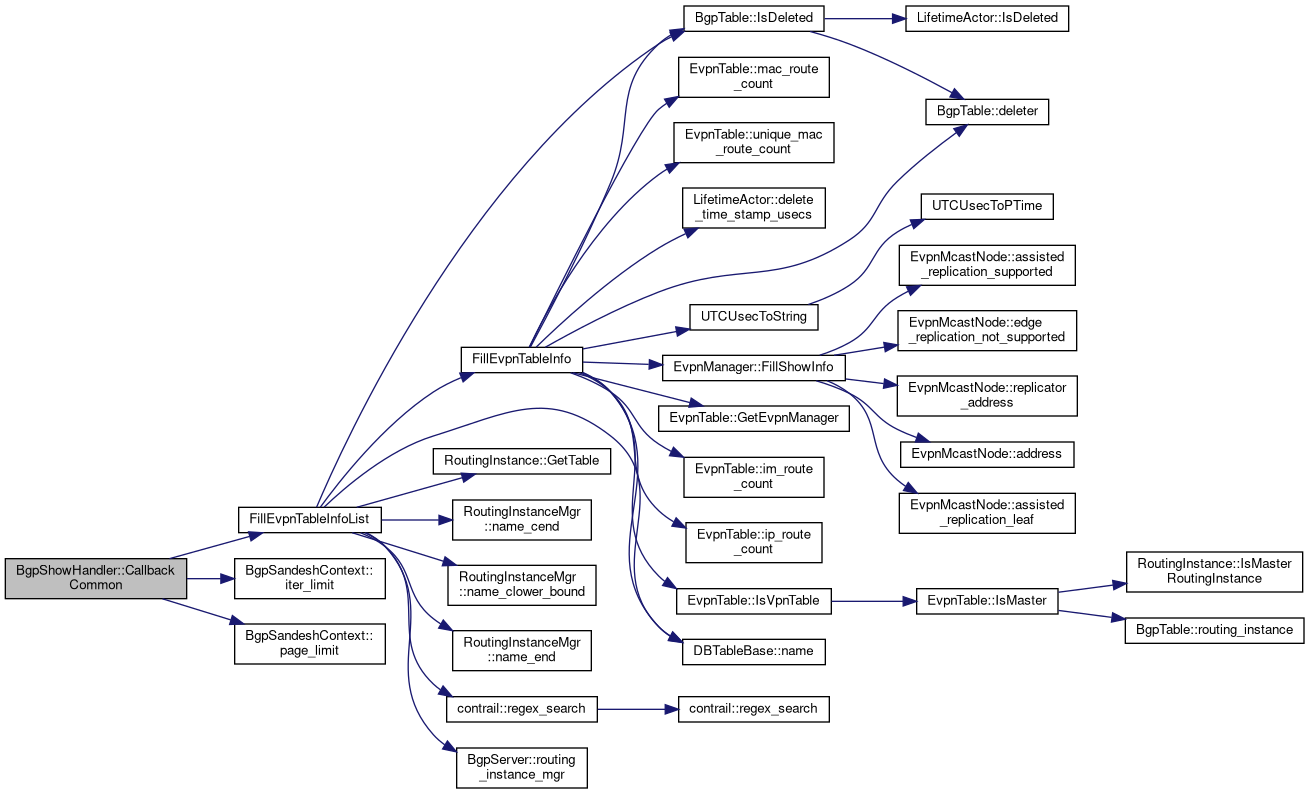 BgpShowHandler::Callback
Common
FillEvpnTableInfoList
BgpSandeshContext::
iter_limit
BgpSandeshContext::
page_limit
FillEvpnTableInfo
RoutingInstance::GetTable
RoutingInstanceMgr
::name_cend
RoutingInstanceMgr
::name_clower_bound
RoutingInstanceMgr
::name_end
contrail::regex_search
BgpServer::routing
_instance_mgr
BgpTable::IsDeleted
EvpnTable::mac_route
_count
EvpnTable::unique_mac
_route_count
LifetimeActor::delete
_time_stamp_usecs
UTCUsecToString
EvpnManager::FillShowInfo
EvpnTable::GetEvpnManager
EvpnTable::im_route
_count
EvpnTable::ip_route
_count
EvpnTable::IsVpnTable
DBTableBase::name
contrail::regex_search
LifetimeActor::IsDeleted
BgpTable::deleter
UTCUsecToPTime
EvpnMcastNode::assisted
_replication_supported
EvpnMcastNode::edge
_replication_not_supported
EvpnMcastNode::replicator
_address
EvpnMcastNode::address
EvpnMcastNode::assisted
_replication_leaf
EvpnTable::IsMaster
RoutingInstance::IsMaster
RoutingInstance
BgpTable::routing_instance